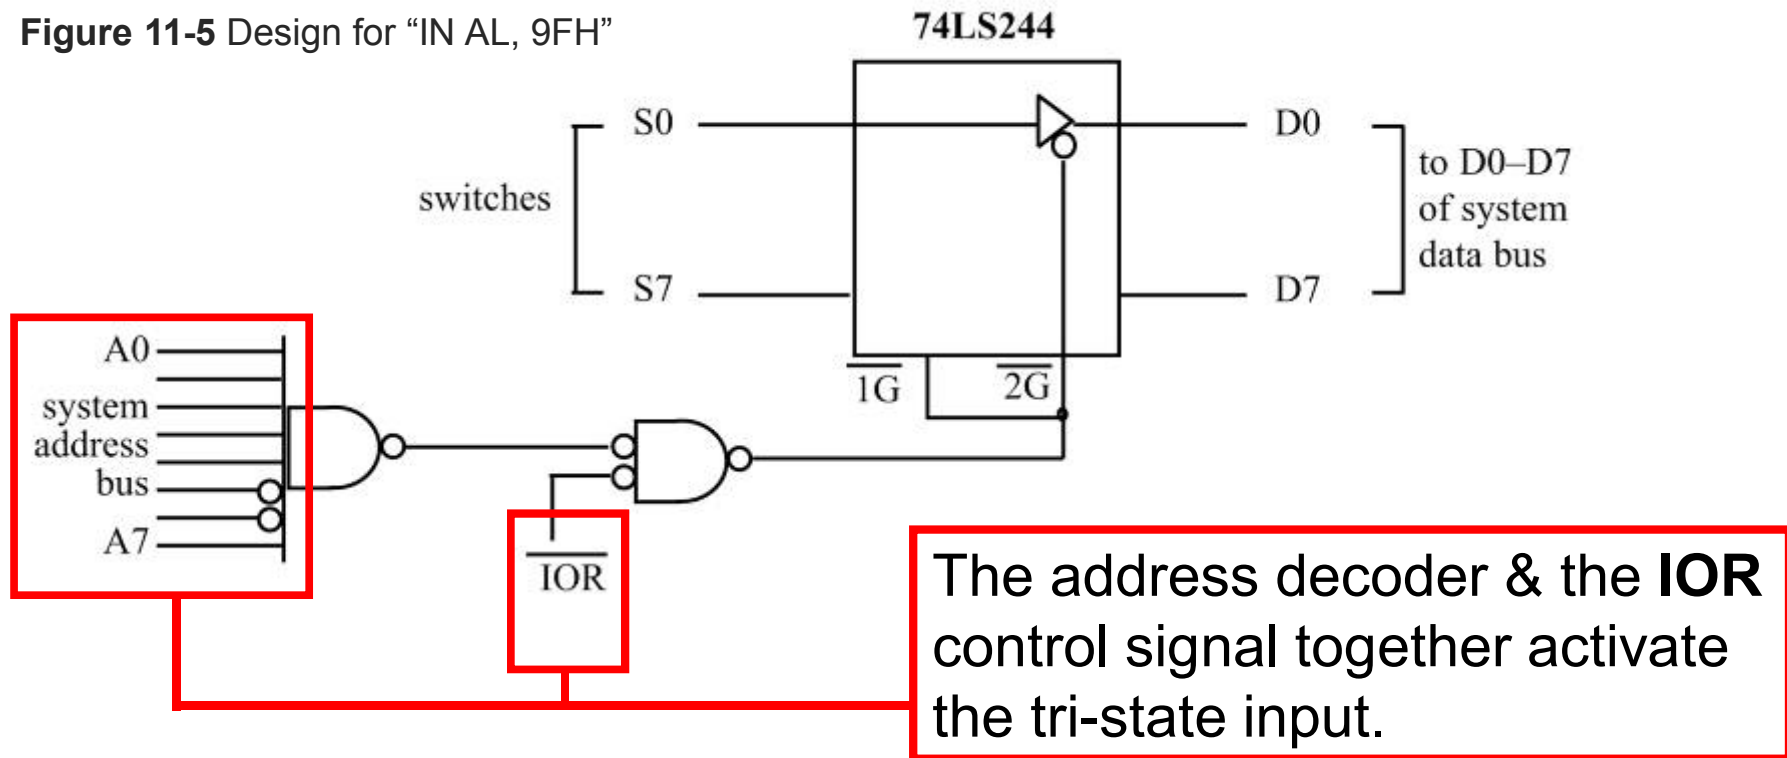 Figure 11-5 Design for “IN AL, 9FH”
74LS244
S0
D0
switches
to D0–D7
of system
data bus
S7
D7
A0
system
address
bus
A7
1G
2G
IOR
The address decoder & the IOR
control signal together activate
the tri-state input.